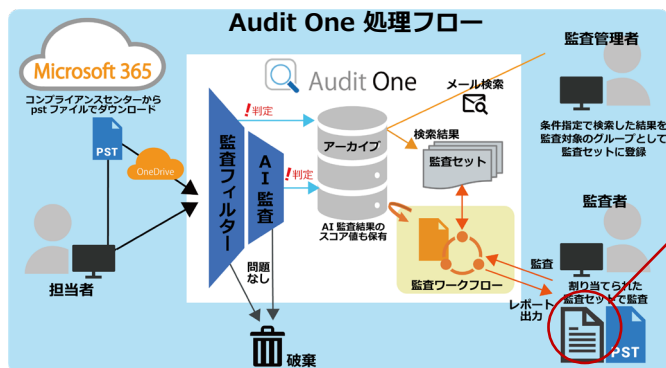 Audit One 処理フロー
Microsoft 365
コンプライアンスセンターから
pst ファイルでダウンロード
PST
OneDrive
担当者
Audit One
監査フィルター
AI監査
!判定
!判定
問題
なし
廃棄
アーカイブ
AI 監査結果の
スコア値も保有
メール検索
検索結果
監査セット
監査ワークフロー
監査管理者
条件指定で検索した結果を
監査対象のグループとして
監査セットに登録
監査者
監査
割り当てられた
監査セットで監査
レポート
出力
PST